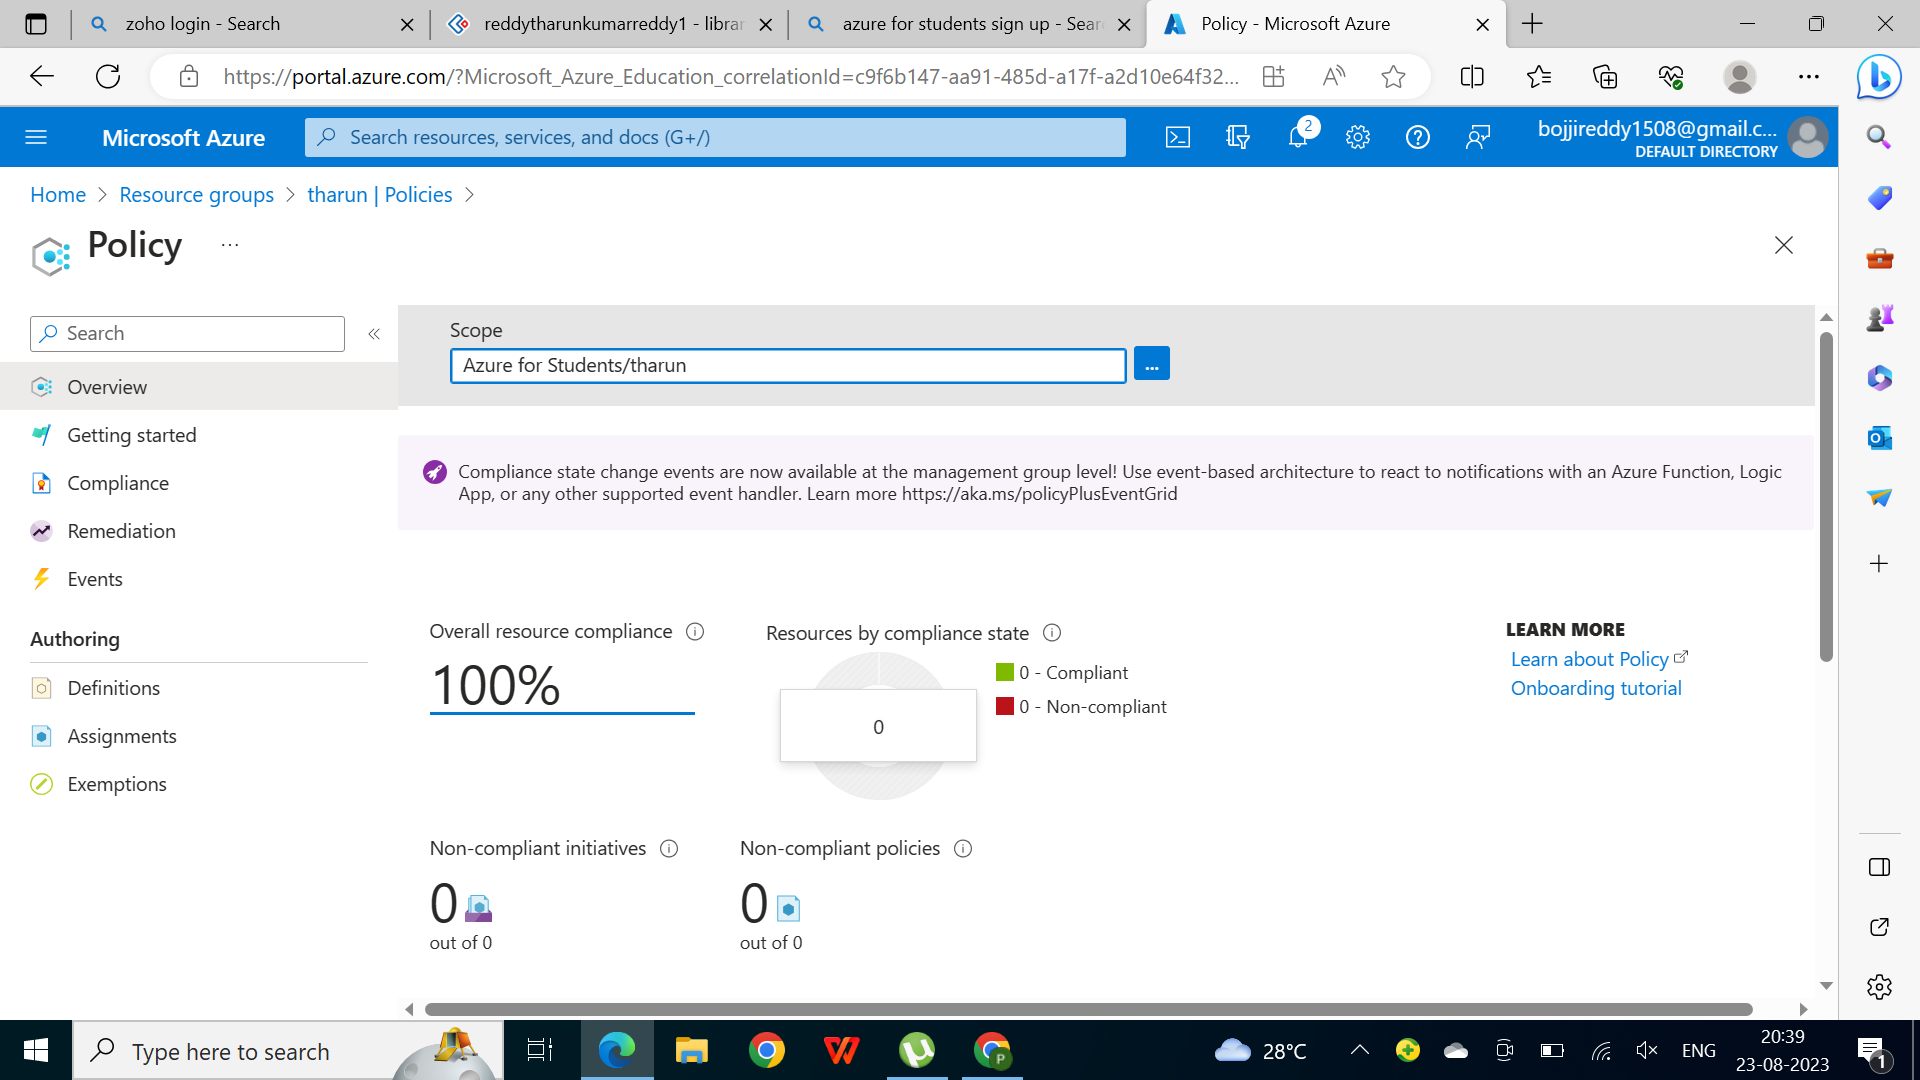 zoho login - Search
reddytharunkumarreddy1 - librar
azure for students sign up - Sear
Policy - Microsoft Azure
https://portal.azure.com/?Microsoft_Azure_Education_correlationId=c9f6b147-aa91-485d-a17f-a2d10e64f32...
Microsoft Azure
Search resources, services, and docs (G+/)
2
bojjireddy1508@gmail.c...
DEFAULT DIRECTORY
Home > Resource groups > tharun | Policies >
Policy ...
Search
Overview
Getting started
Compliance
Remediation
Events
Authoring
Definitions
Assignments
Exemptions
Scope
Azure for Students/tharun
...
Compliance state change events are now available at the management group level! Use event-based architecture to react to notifications with an Azure Function, Logic
App, or any other supported event handler. Learn more https://aka.ms/policyPlusEventGrid
Overall resource compliance
100%
Resources by compliance state
0
0 - Compliant
0 - Non-compliant
LEARN MORE
Learn about Policy
Onboarding tutorial
Non-compliant initiatives
0
out of 0
Non-compliant policies
0
out of 0
Type here to search
P
28°C
ENG
20:39
23-08-2023
1